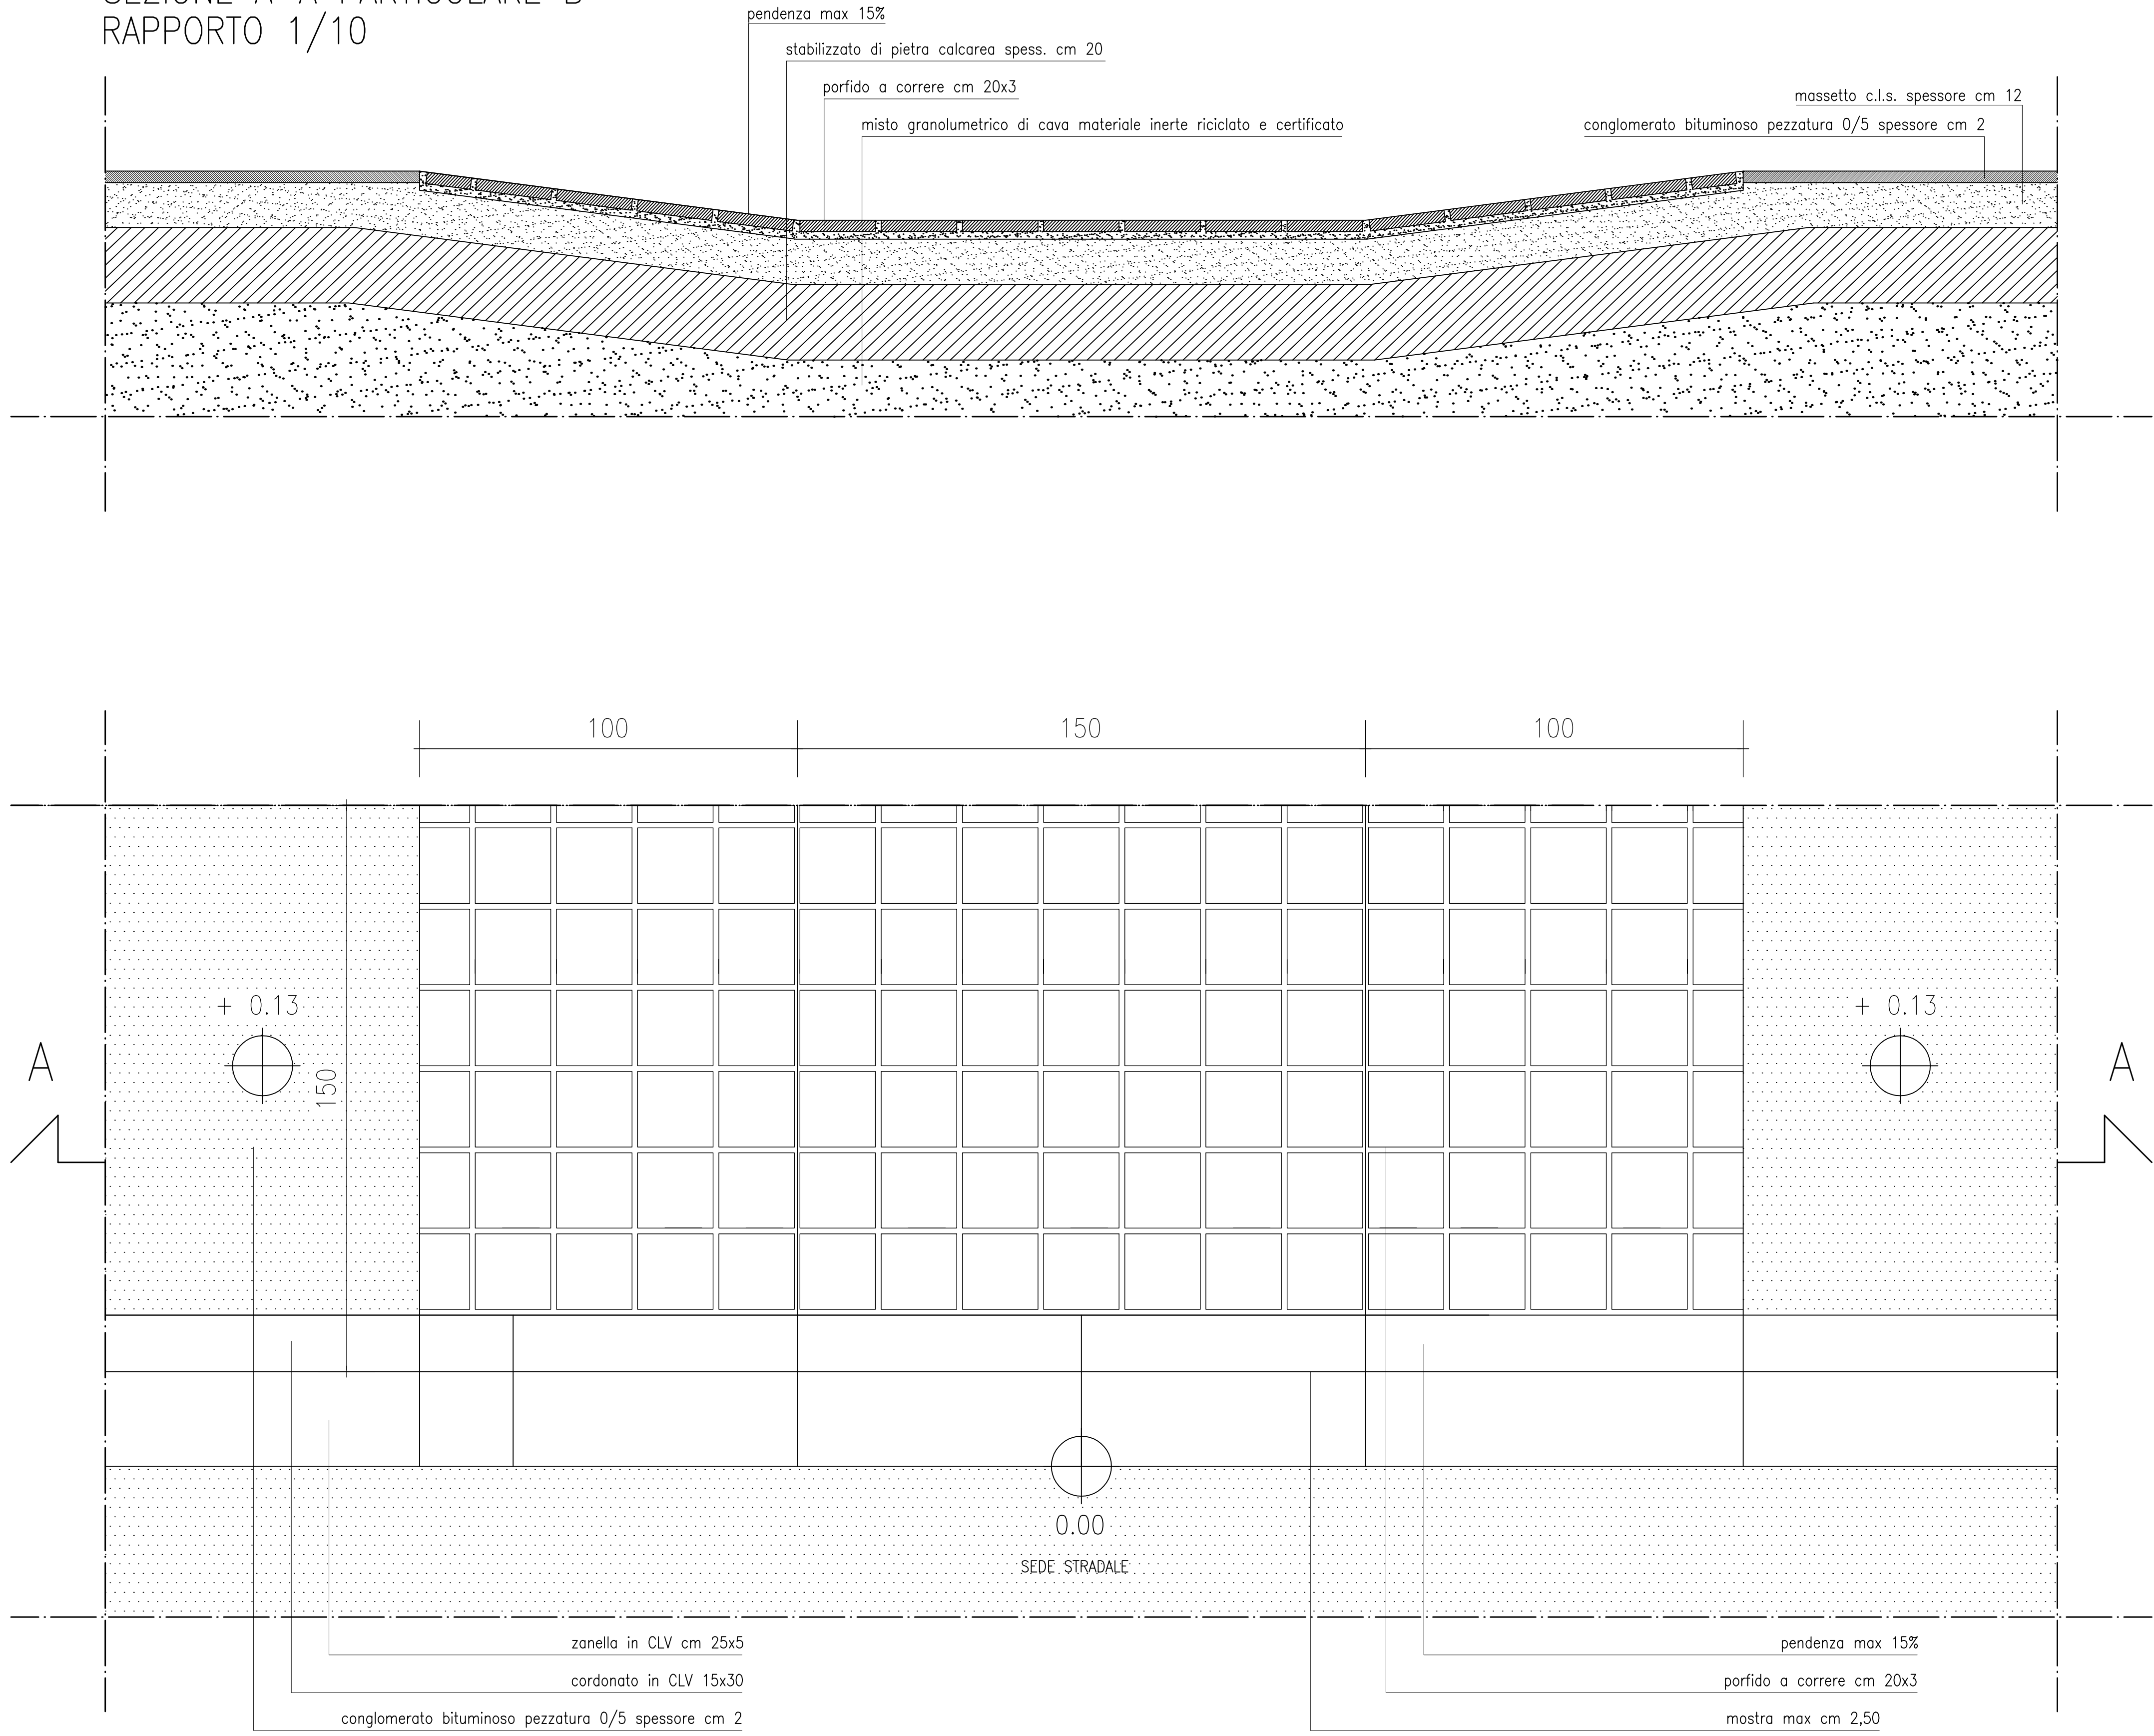 RAPPORTO 1/10
pendenza max 15%
stabilizzato di pietra calcarea spess. cm 20
porfido a correre cm 20x3
misto granolumetrico di cava materiale inerte riciclato e certificato
massetto c.l.s. spessore cm 12
conglomerato bituminoso pezzatura 0/5 spessore cm 2
100
150
100
+ 0.13
+ 0.13
A
150
A
0.00
SEDE STRADALE
zanella in CLV cm 25x5
cordonato in CLV 15x30
conglomerato bituminoso pezzatura 0/5 spessore cm 2
pendenza max 15%
porfido a correre cm 20x3
mostra max cm 2,50